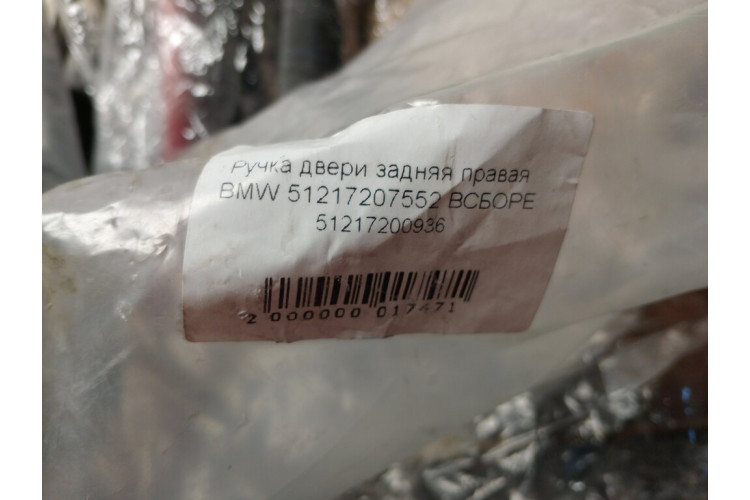 Ручка двери задняя правая
BMW 51217207552 ВСБОРЕ
51217200936
2 000000 017471